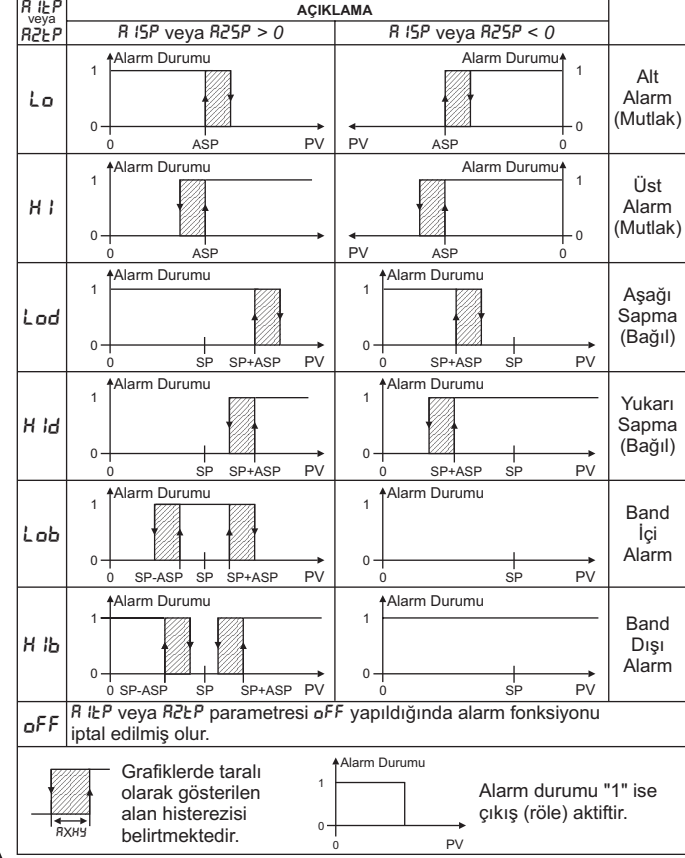 A1tP
veya
A2tP
AÇIKLAMA
A1SP veya A2SP > 0
A1SP veya A2SP < 0
Lo
Alarm Durumu
1
0
0
ASP
PV
Alarm Durumu
1
0
PV
ASP
0
Alt
Alarm
(Mutlak)
HI
Alarm Durumu
1
0
0
ASP
PV
Alarm Durumu
1
0
PV
ASP
0
Üst
Alarm
(Mutlak)
Lod
Alarm Durumu
1
0
0
SP
SP+ASP
PV
Alarm Durumu
1
0
0
SP+ASP
SP
PV
Aşağı
Sapma
(Bağıl)
HId
Alarm Durumu
1
0
0
SP
SP+ASP
PV
Alarm Durumu
1
0
0
SP+ASP
SP
PV
Yukarı
Sapma
(Bağıl)
Lob
Alarm Durumu
1
0
0
SP-ASP
SP
SP+ASP
PV
Alarm Durumu
1
0
0
SP
PV
Band
İçi
Alarm
HIb
Alarm Durumu
1
0
0
SP-ASP
SP
SP+ASP
PV
Alarm Durumu
1
0
0
SP
PV
Band
Dışı
Alarm
oFF
A1tP veya A2tP parametresi oFF yapıldığında alarm fonksiyonu
iptal edilmiş olur.
AXHY
Grafiklerde taralı
olarak gösterilen
alan histerezisi
belirtmektedir.
Alarm Durumu
1
0
0
PV
Alarm durumu "1" ise
çıkış (röle) aktiftir.